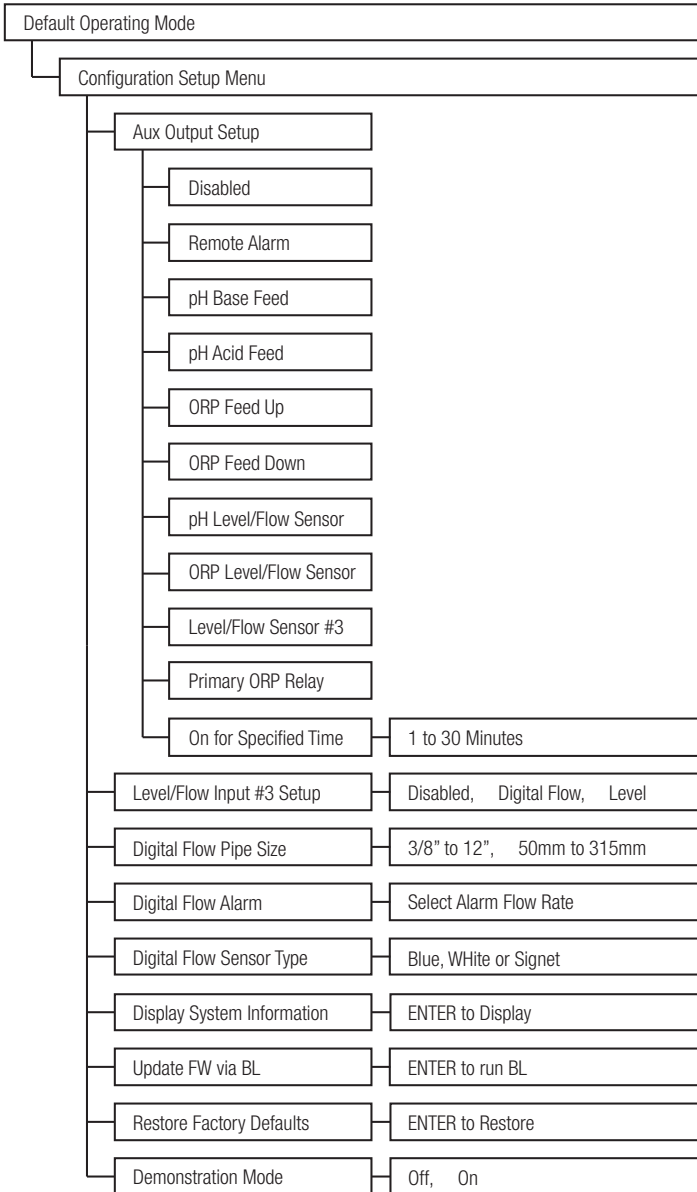 Default Operating Mode
Configuration Setup Menu
Aux Output Setup
Disabled
Remote Alarm
pH Base Feed
pH Acid Feed
ORP Feed Up
ORP Feed Down
pH Level/Flow Sensor
ORP Level/Flow Sensor
Level/Flow Sensor #3
Primary ORP Relay
On for Specified Time 1 to 30 Minutes
Level/Flow Input #3 Setup Disabled, Digital Flow, Level
Digital Flow Pipe Size 3/8” to 12”, 50mm to 315mm
Digital Flow Alarm Select Alarm Flow Rate
Digital Flow Sensor Type Blue, WHite or Signet
Display System Information ENTER to Display
Update FW via BL ENTER to run BL
Restore Factory Defaults ENTER to Restore
Demonstration Mode Off, On